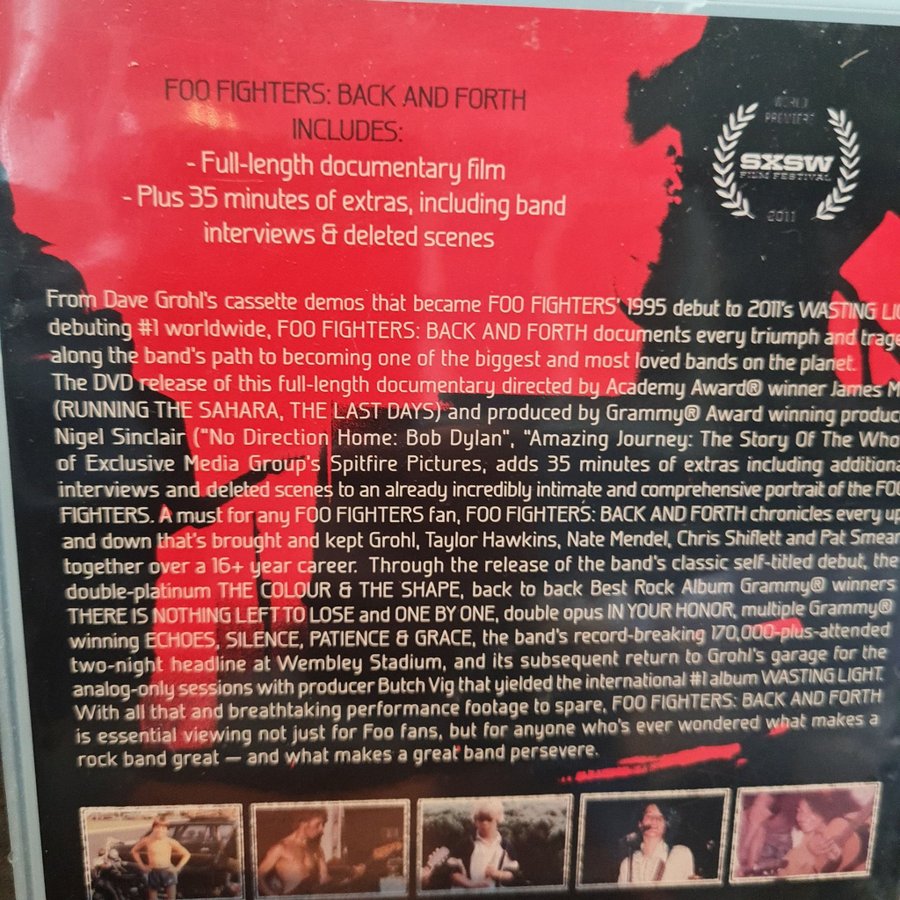 FOO FIGHTERS: BACK AND FORTH
INCLUDES:
- Full-length documentary film
- Plus 35 minutes of extras, including band
interviews & deleted scenes
WORLD
PREMIERE
SXSW
FILM FESTIVAL
2011
From Dave Grohl's cassette demos that became FOO FIGHTERS' 1995 debut to 2011's WASTING
debuting #1 worldwide, FOO FIGHTERS: BACK AND FORTH documents every triumph and
along the band's path to becoming one of the biggest and most loved bands on the planet.
The DVD release of this full-length documentary directed by Academy Award® winner James
(RUNNING THE SAHARA, THE LAST DAYS) and produced by Grammy® Award winning
Nigel Sinclair ("No Direction Home: Bob Dylan", "Amazing Journey: The Story Of The Who
of Exclusive Media Group's Spitfire Pictures, adds 35 minutes of extras including
interviews and deleted scenes to an already incredibly intimate and comprehensive portrait of the
FIGHTERS. A must for any FOO FIGHTERS fan, FOO FIGHTERS: BACK AND FORTH chronicles every up
and down that's brought and kept Grohl, Taylor Hawkins, Nate Mendel, Chris Shiflett and Pat Smear
together over a 16+ year career. Through the release of the band's classic self-titled debut, the
double-platinum THE COLOUR & THE SHAPE, back to back Best Rock Album Grammy® winners
THERE IS NOTHING LEFT TO LOSE and ONE BY ONE, double opus IN YOUR HONOR, multiple Grammy®
winning ECHOES, SILENCE, PATIENCE & GRACE, the band's record-breaking 170,000-plus-attended
two-night headline at Wembley Stadium, and its subsequent return to Grohl's garage for the
analog-only sessions with producer Butch Vig that yielded the international #1 album WASTING LIGHT.
With all that and breathtaking performance footage to spare, FOO FIGHTERS: BACK AND FORTH
is essential viewing not just for Foo fans, but for anyone who's ever wondered what makes a
rock band great — and what makes a great band persevere.